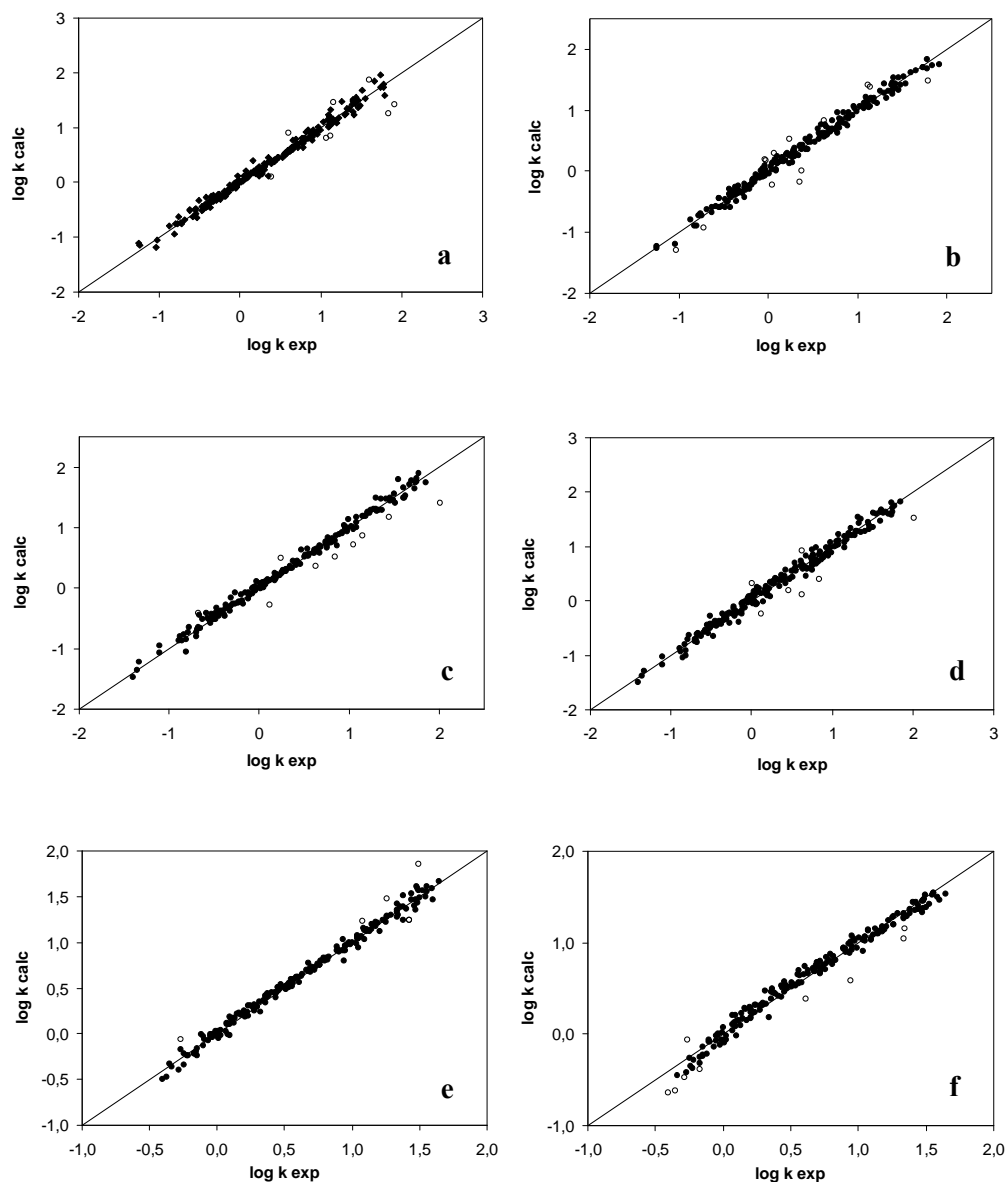 3
2
1
0
-1
-2
-2 -1 0 1 2 3
log k calc
log k exp
a
2
1
0
-1
-2
-2 -1 0 1 2
log k calc
log k exp
b
2
1
0
-1
-2
-2 -1 0 1 2
log k calc
log k exp
c
3
2
1
0
-1
-2
-2 -1 0 1 2 3
log k calc
log k exp
d
2,0
1,5
1,0
0,5
0,0
-0,5
-1,0
-1,0 -0,5 0,0 0,5 1,0 1,5 2,0
log k calc
log k exp
e
2,0
1,0
0,0
-1,0
-1,0 -0,5 0,0 0,5 1,0 1,5 2,0
log k calc
log k exp
f